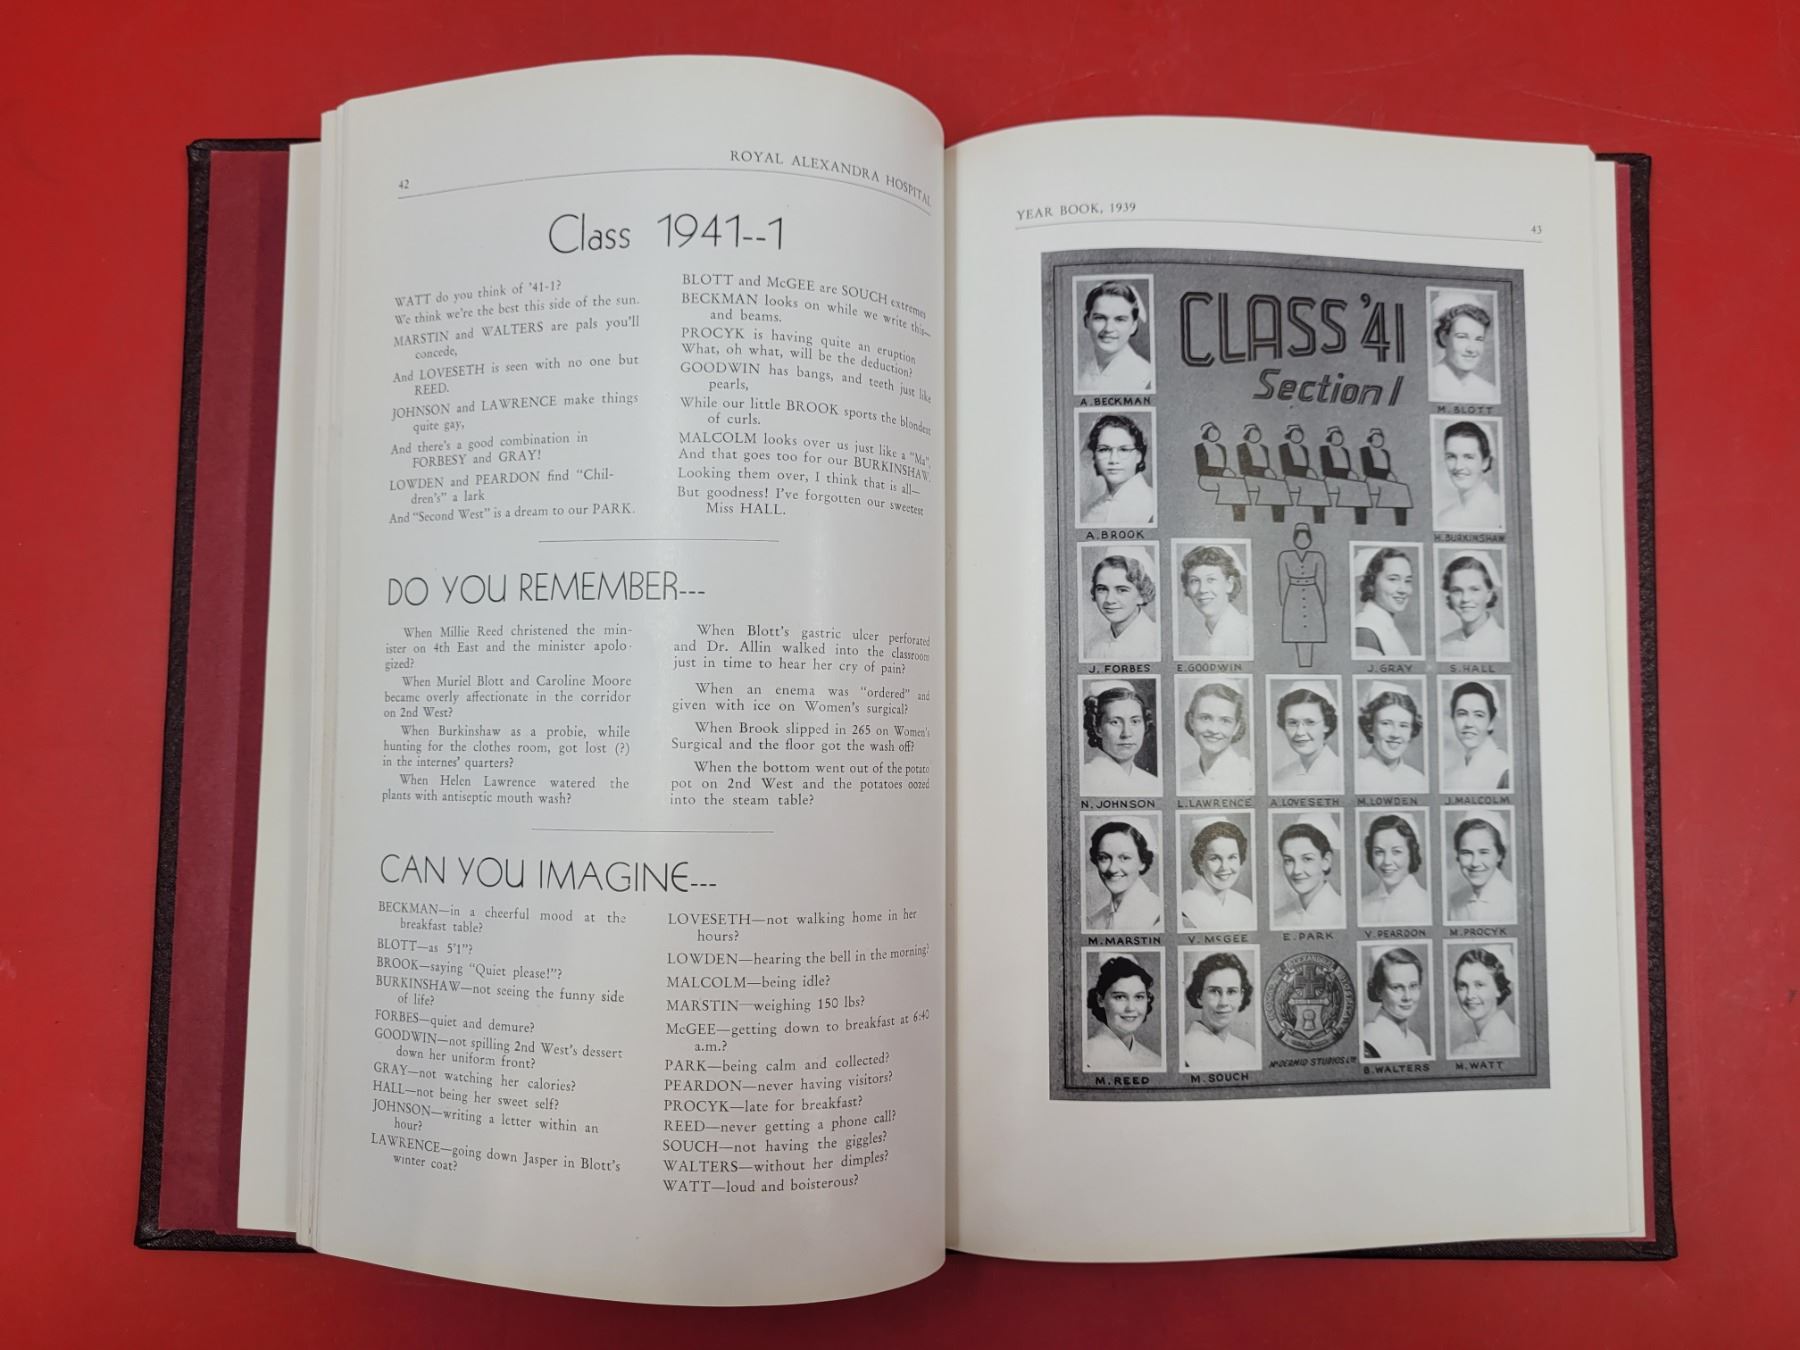 42
ROYAL ALEXANDRA HOSPITAL
Class 1941--1
WATT do you think of '41-1?
We think we're the best this side of the sun.
MARSTIN and WALTERS are pals you'll
concede,
And LOVESETH is seen with no one but
REED.
JOHNSON and LAWRENCE make things
quite gay,
And there's a good combination in
FORBESY and GRAY!
LOWDEN and PEARDON find "Chil-
dren's" a lark
And "Second West" is a dream to our PARK.
BLOTT and McGEE are SOUCH extremes
BECKMAN looks on while we write this—
and beams.
PROCYK is having quite an eruption
What, oh what, will be the deduction?
GOODWIN has bangs, and teeth just like
pearls,
While our little BROOK sports the blondest
of curls.
MALCOLM looks over us just like a "Ma",
And that goes too for our BURKINSHAW.
Looking them over, I think that is all—
But goodness! I've forgotten our sweetest
Miss HALL.
DO YOU REMEMBER---
When Millie Reed christened the min-
ister on 4th East and the minister apolo-
gized?
When Muriel Blott and Caroline Moore
became overly affectionate in the corridor
on 2nd West?
When Burkinshaw as a probie, while
hunting for the clothes room, got lost (?)
in the internes' quarters?
When Helen Lawrence watered the
plants with antiseptic mouth wash?
When Blott's gastric ulcer perforated
and Dr. Allin walked into the classroom
just in time to hear her cry of pain?
When an enema was "ordered" and
given with ice on Women's surgical?
When Brook slipped in 265 on Women's
Surgical and the floor got the wash off?
When the bottom went out of the potato
pot on 2nd West and the potatoes oozed
into the steam table?
CAN YOU IMAGINE---
BECKMAN—in a cheerful mood at the
breakfast table?
BLOTT—as 5'1"?
BROOK—saying "Quiet please!"?
BURKINSHAW—not seeing the funny side
of life?
FORBES—quiet and demure?
GOODWIN—not spilling 2nd West's dessert
down her uniform front?
GRAY—not watching her calories?
HALL—not being her sweet self?
JOHNSON—writing a letter within an
hour?
LAWRENCE—going down Jasper in Blott's
winter coat?
LOVESETH—not walking home in her
hours?
LOWDEN—hearing the bell in the morning?
MALCOLM—being idle?
MARSTIN—weighing 150 lbs?
McGEE—getting down to breakfast at 6:40
a.m.?
PARK—being calm and collected?
PEARDON—never having visitors?
PROCYK—late for breakfast?
REED—never getting a phone call?
SOUCH—not having the giggles?
WALTERS—without her dimples?
WATT—loud and boisterous?
YEAR BOOK, 1939
43
CLASS '41
Section 1
A. BECKMAN
M. BLOTT
A. BROOK
H. BURKINSHAW
J. FORBES
E. GOODWIN
J. GRAY
S. HALL
N. JOHNSON
L. LAWRENCE
A. LOVESETH
M. LOWDEN
J. MALCOLM
M. MARSTIN
V. McGEE
E. PARK
V. PEARDON
M. PROCYK
M. REED
M. SOUCH
McDERMID STUDIOS LTD
B. WALTERS
M. WATT